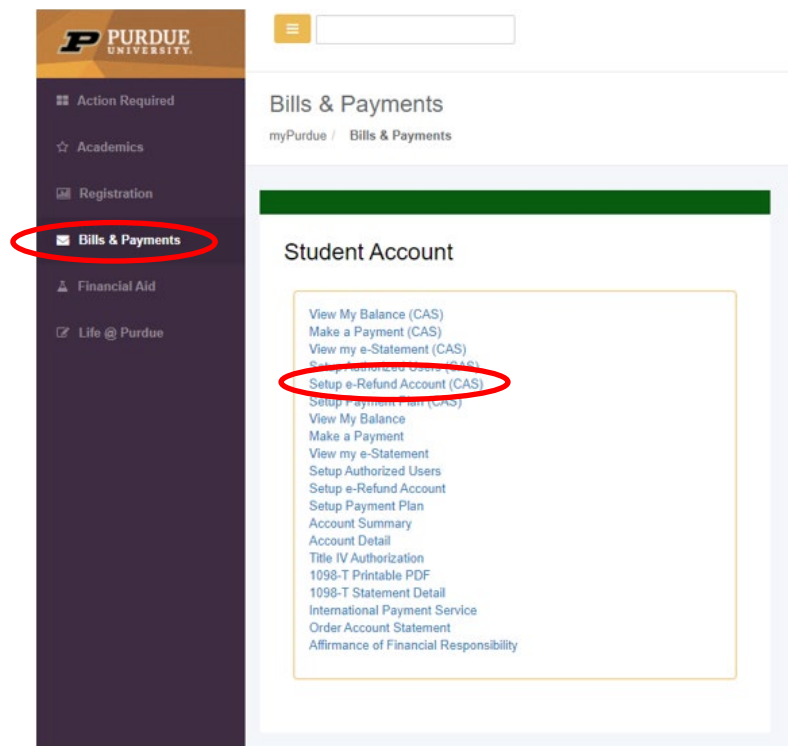 PURDUE
UNIVERSITY.
Action Required
Academics
Registration
Bills & Payments
Financial Aid
Life @ Purdue
Bills & Payments
myPurdue / Bills & Payments
Student Account
View My Balance (CAS)
Make a Payment (CAS)
View my e-Statement (CAS)
Setup Authorized Users (CAS)
Setup e-Refund Account (CAS)
Setup Payment Plan (CAS)
View My Balance
Make a Payment
View my e-Statement
Setup Authorized Users
Setup e-Refund Account
Setup Payment Plan
Account Summary
Account Detail
Title IV Authorization
1098-T Printable PDF
1098-T Statement Detail
International Payment Service
Order Account Statement
Affirmance of Financial Responsibility